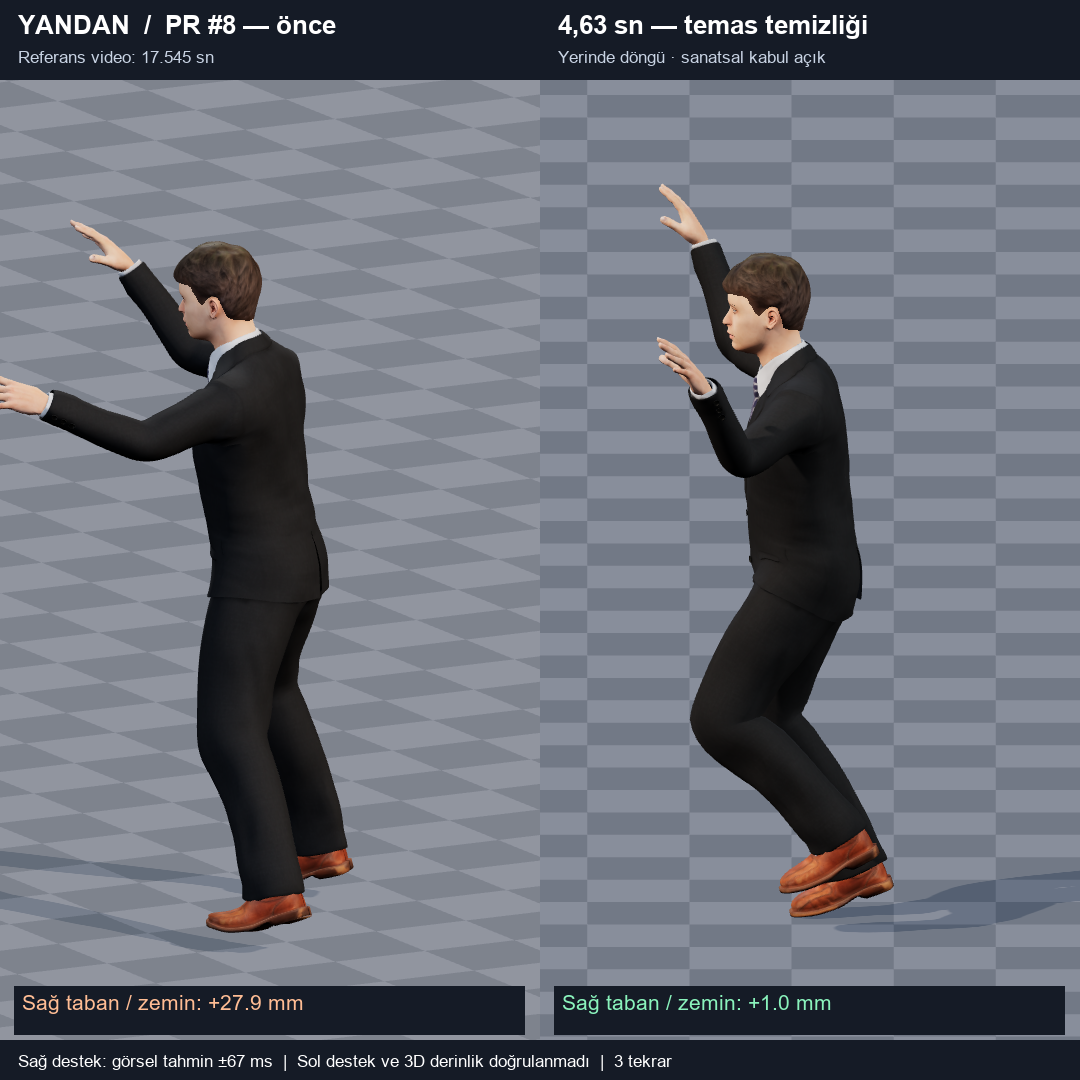 YANDAN / PR #8 — önce
Referans video: 17.545 sn
4,63 sn — temas temizliği
Yerinde döngü · sanatsal kabul açık
Sağ taban / zemin: +27.9 mm
Sağ taban / zemin: +1.0 mm
Sağ destek: görsel tahmin ±67 ms | Sol destek ve 3D derinlik doğrulanmadı | 3 tekrar